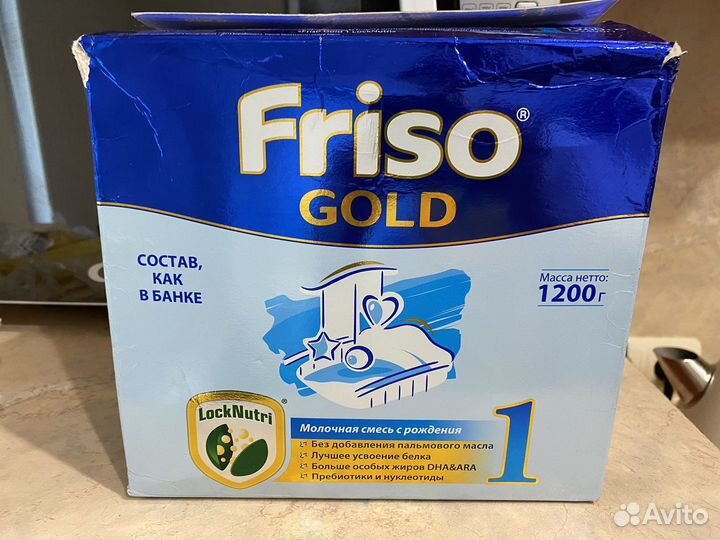 Friso®
GOLD
СОСТАВ,
КАК
В БАНКЕ
Масса нетто:
1200 г
LockNutri®
Молочная смесь с рождения
Без добавления пальмового масла
Лучшее усвоение белка
Больше особых жиров DHA&ARA
Пребиотики и нуклеотиды
1
Avito